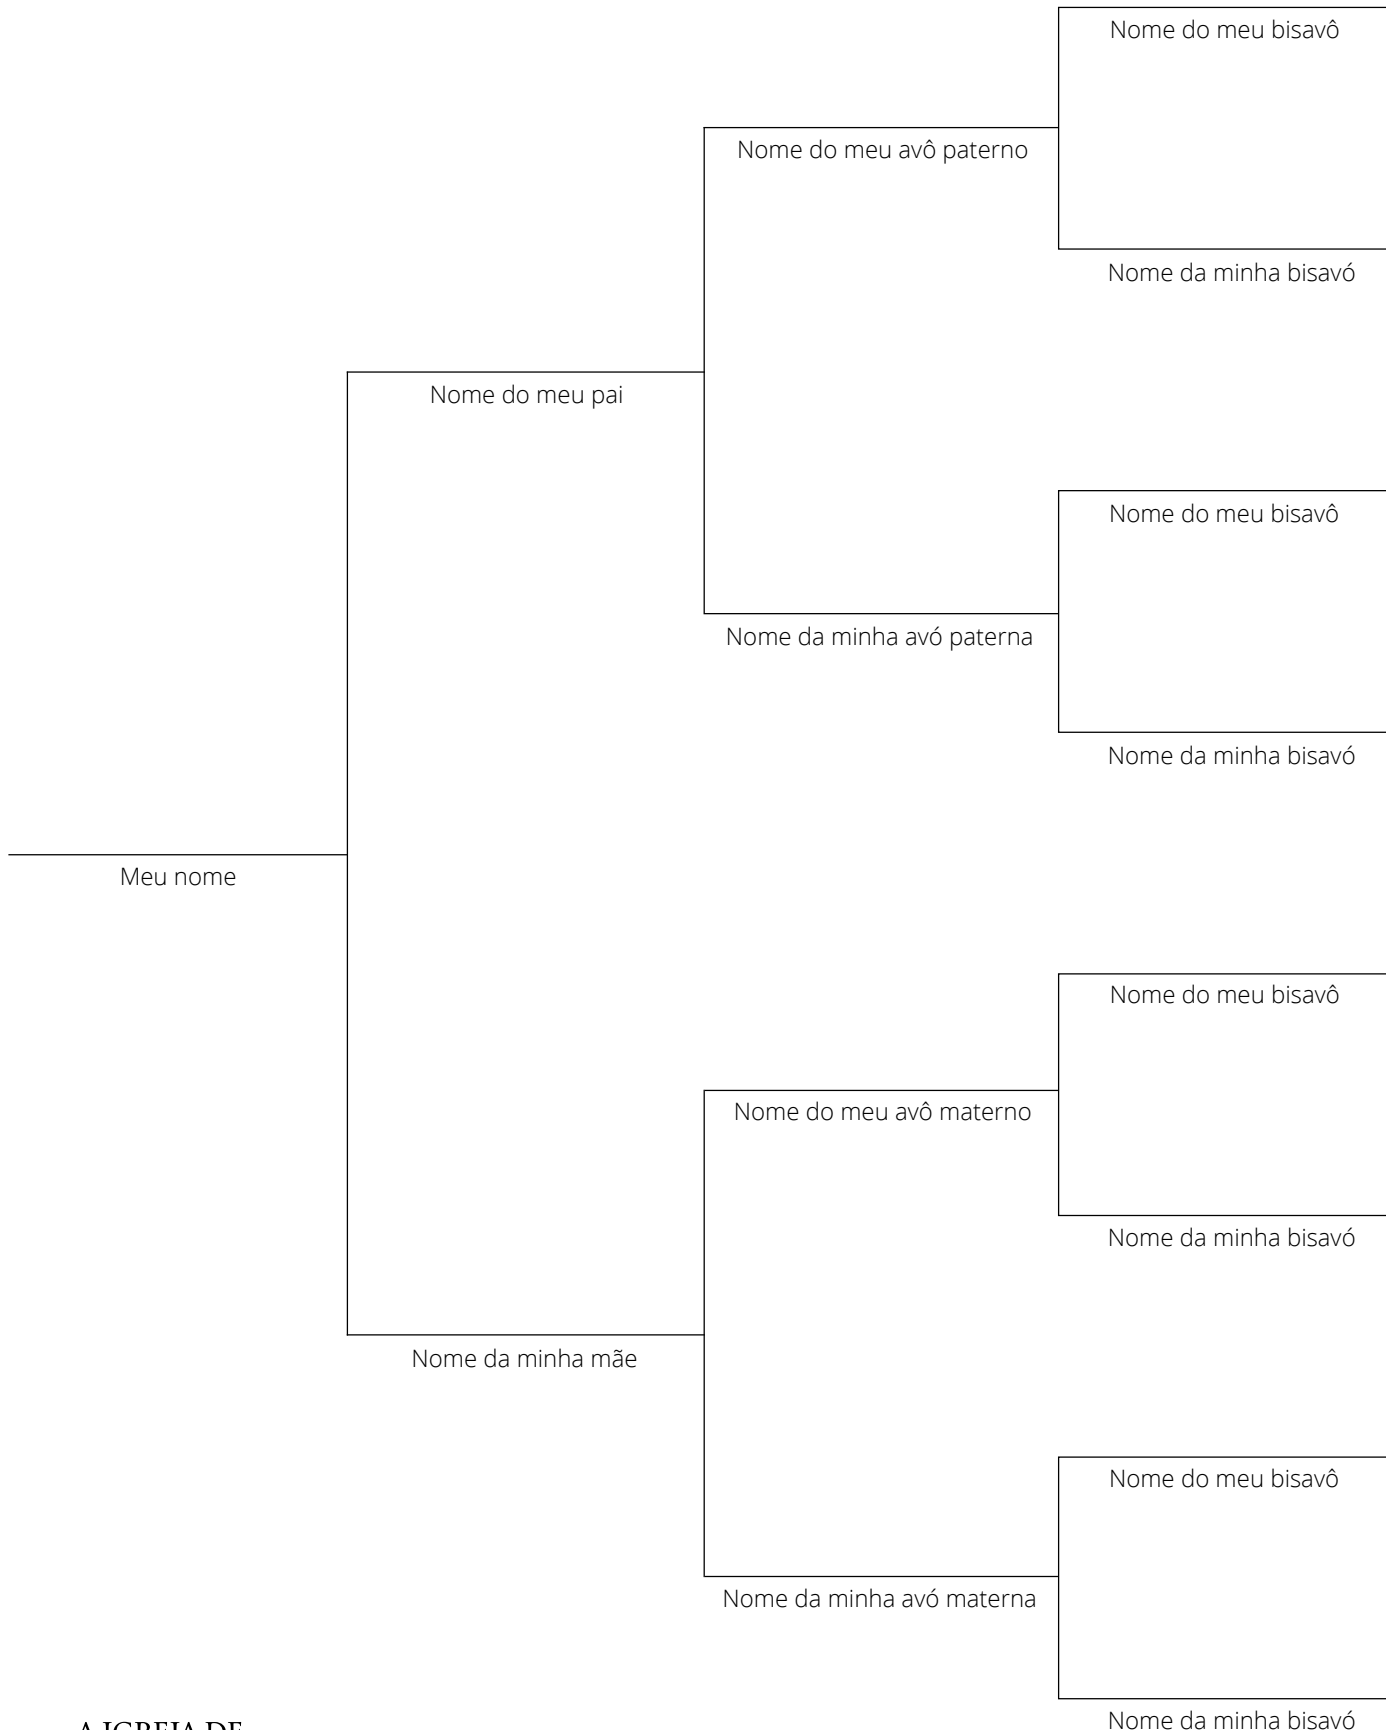 Nome do meu bisavô
Nome do meu avô paterno
Nome da minha bisavó
Nome do meu pai
Nome do meu bisavô
Nome da minha avó paterna
Nome da minha bisavó
Meu nome
Nome do meu bisavô
Nome do meu avô materno
Nome da minha bisavó
Nome da minha mãe
Nome do meu bisavô
Nome da minha avó materna
Nome da minha bisavó
A IGREJA DE